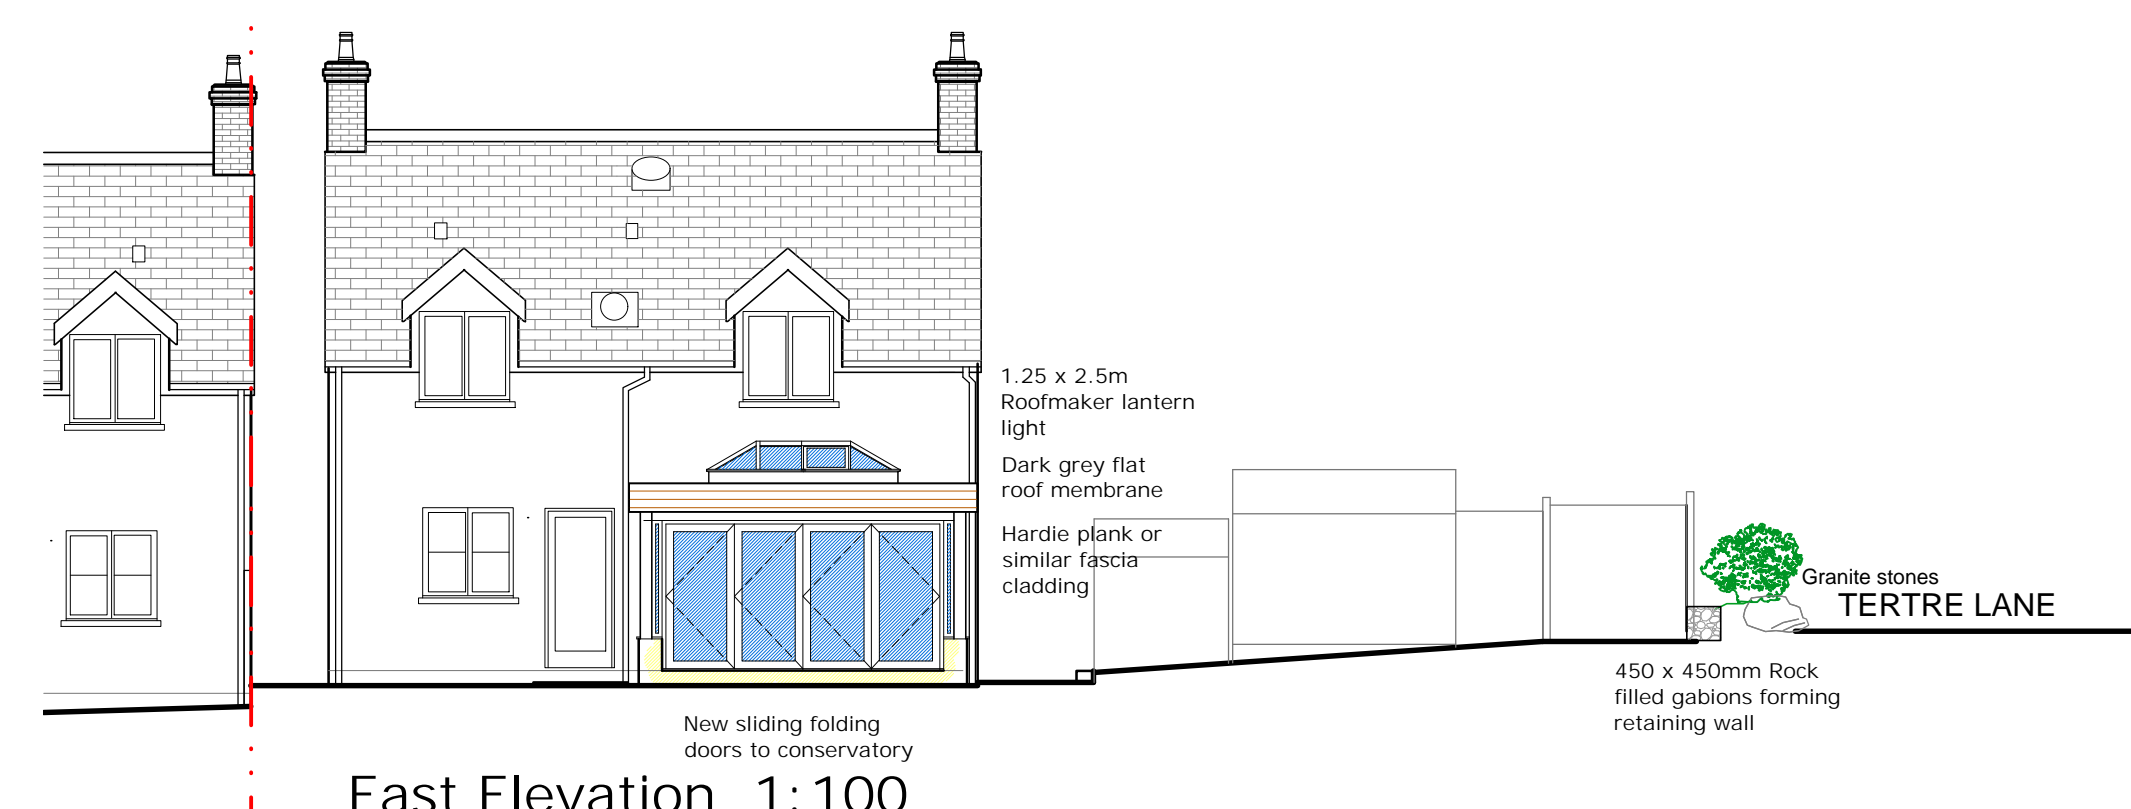 1.25 x 2.5m
Roofmaker lantern
light
Dark grey flat
roof membrane
Hardie plank or
similar fascia
cladding
Granite stones
TERTRE LANE
450 x 450mm Rock
filled gabions forming
retaining wall
New sliding folding
doors to conservatory
East Elevation 1:100